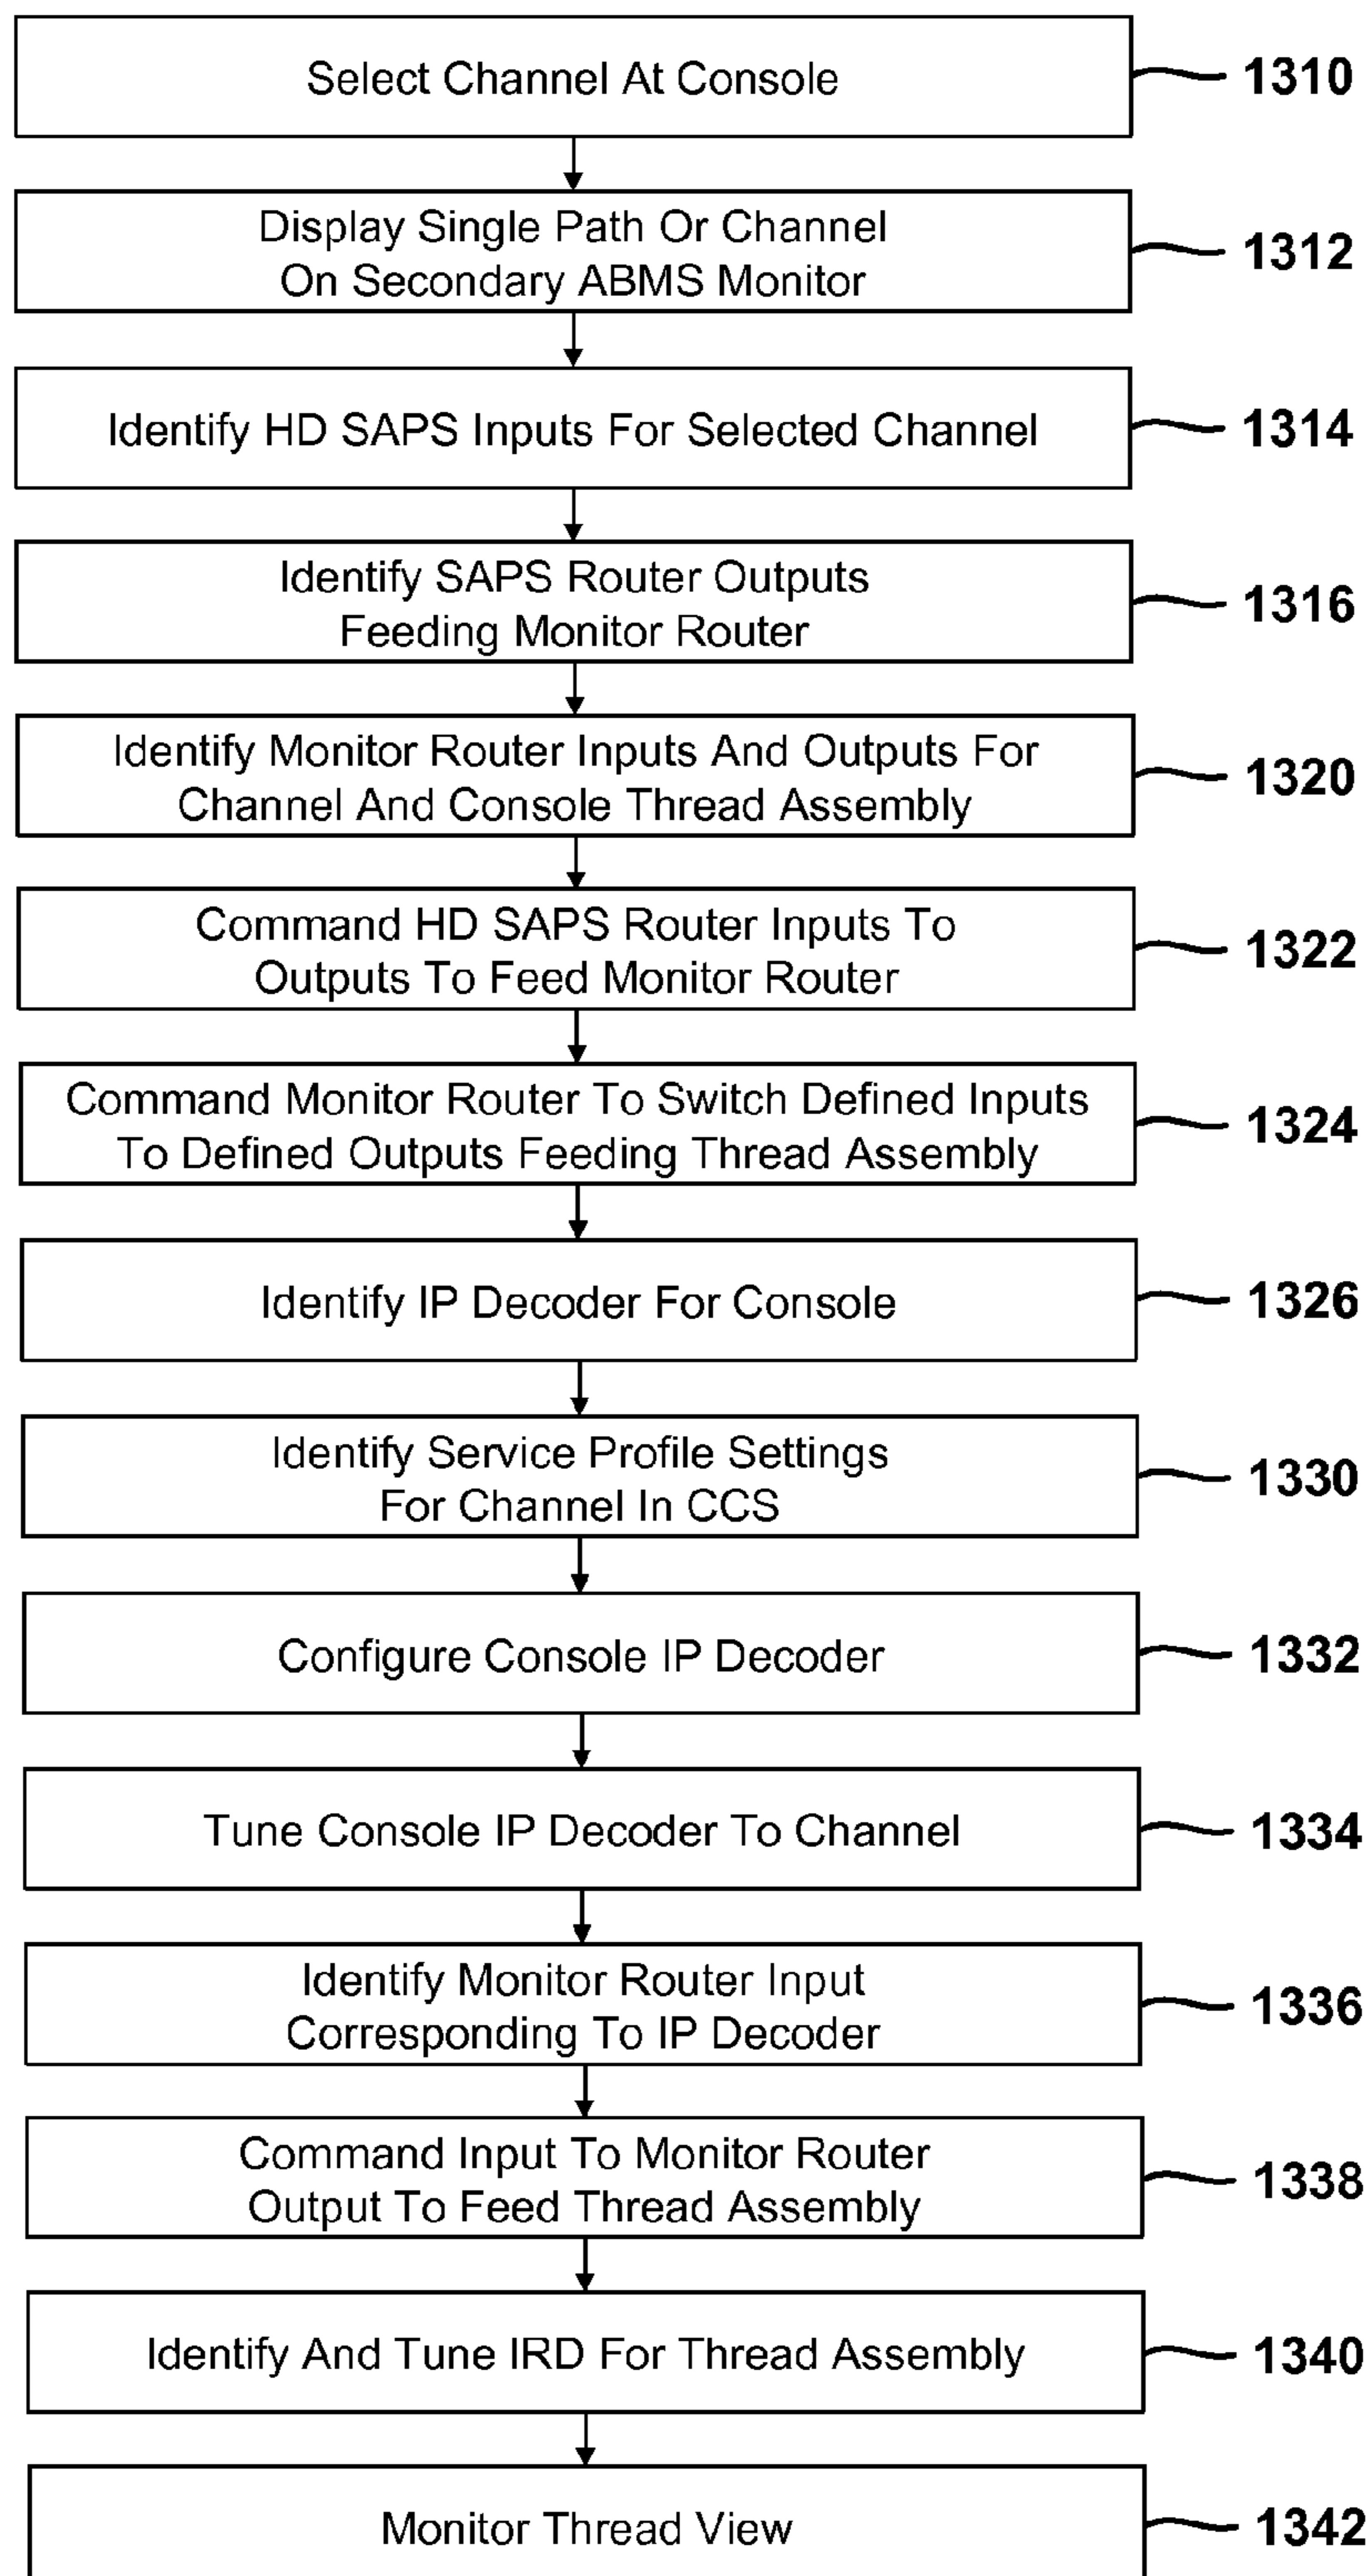 Select Channel At Console
1310
Display Single Path Or Channel
On Secondary ABMS Monitor
1312
Identify HD SAPS Inputs For Selected Channel
1314
Identify SAPS Router Outputs
Feeding Monitor Router
1316
Identify Monitor Router Inputs And Outputs For
Channel And Console Thread Assembly
1320
Command HD SAPS Router Inputs To
Outputs To Feed Monitor Router
1322
Command Monitor Router To Switch Defined Inputs
To Defined Outputs Feeding Thread Assembly
1324
Identify IP Decoder For Console
1326
Identify Service Profile Settings
For Channel In CCS
1330
Configure Console IP Decoder
1332
Tune Console IP Decoder To Channel
1334
Identify Monitor Router Input
Corresponding To IP Decoder
1336
Command Input To Monitor Router
Output To Feed Thread Assembly
1338
Identify And Tune IRD For Thread Assembly
1340
Monitor Thread View
1342